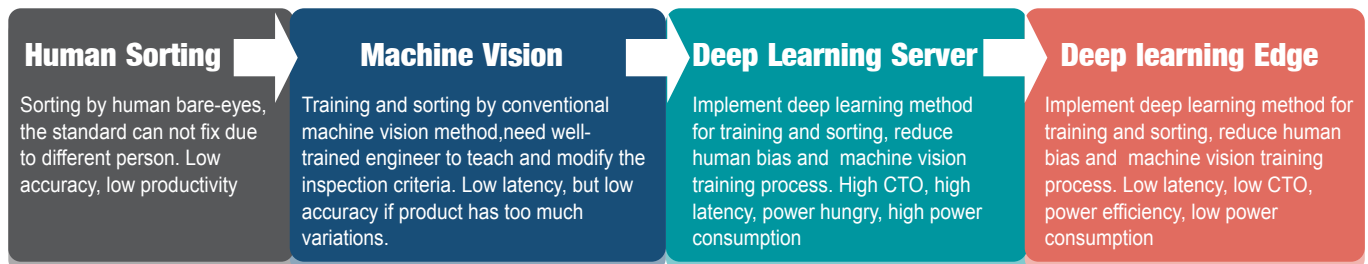 Human Sorting
Sorting by human bare-eyes,
the standard can not fix due
to different person. Low
accuracy, low productivity
Machine Vision
Training and sorting by conventional
machine vision method,need well-
trained engineer to teach and modify the
inspection criteria. Low latency, but low
accuracy if product has too much
variations.
Deep Learning Server
Implement deep learning method
for training and sorting, reduce
human bias and  machine vision
training process. High CTO, high
latency, power hungry, high power
consumption
Deep learning Edge
Implement deep learning method for
training and sorting, reduce human
bias and  machine vision training
process. Low latency, low CTO,
power efficiency, low power
consumption